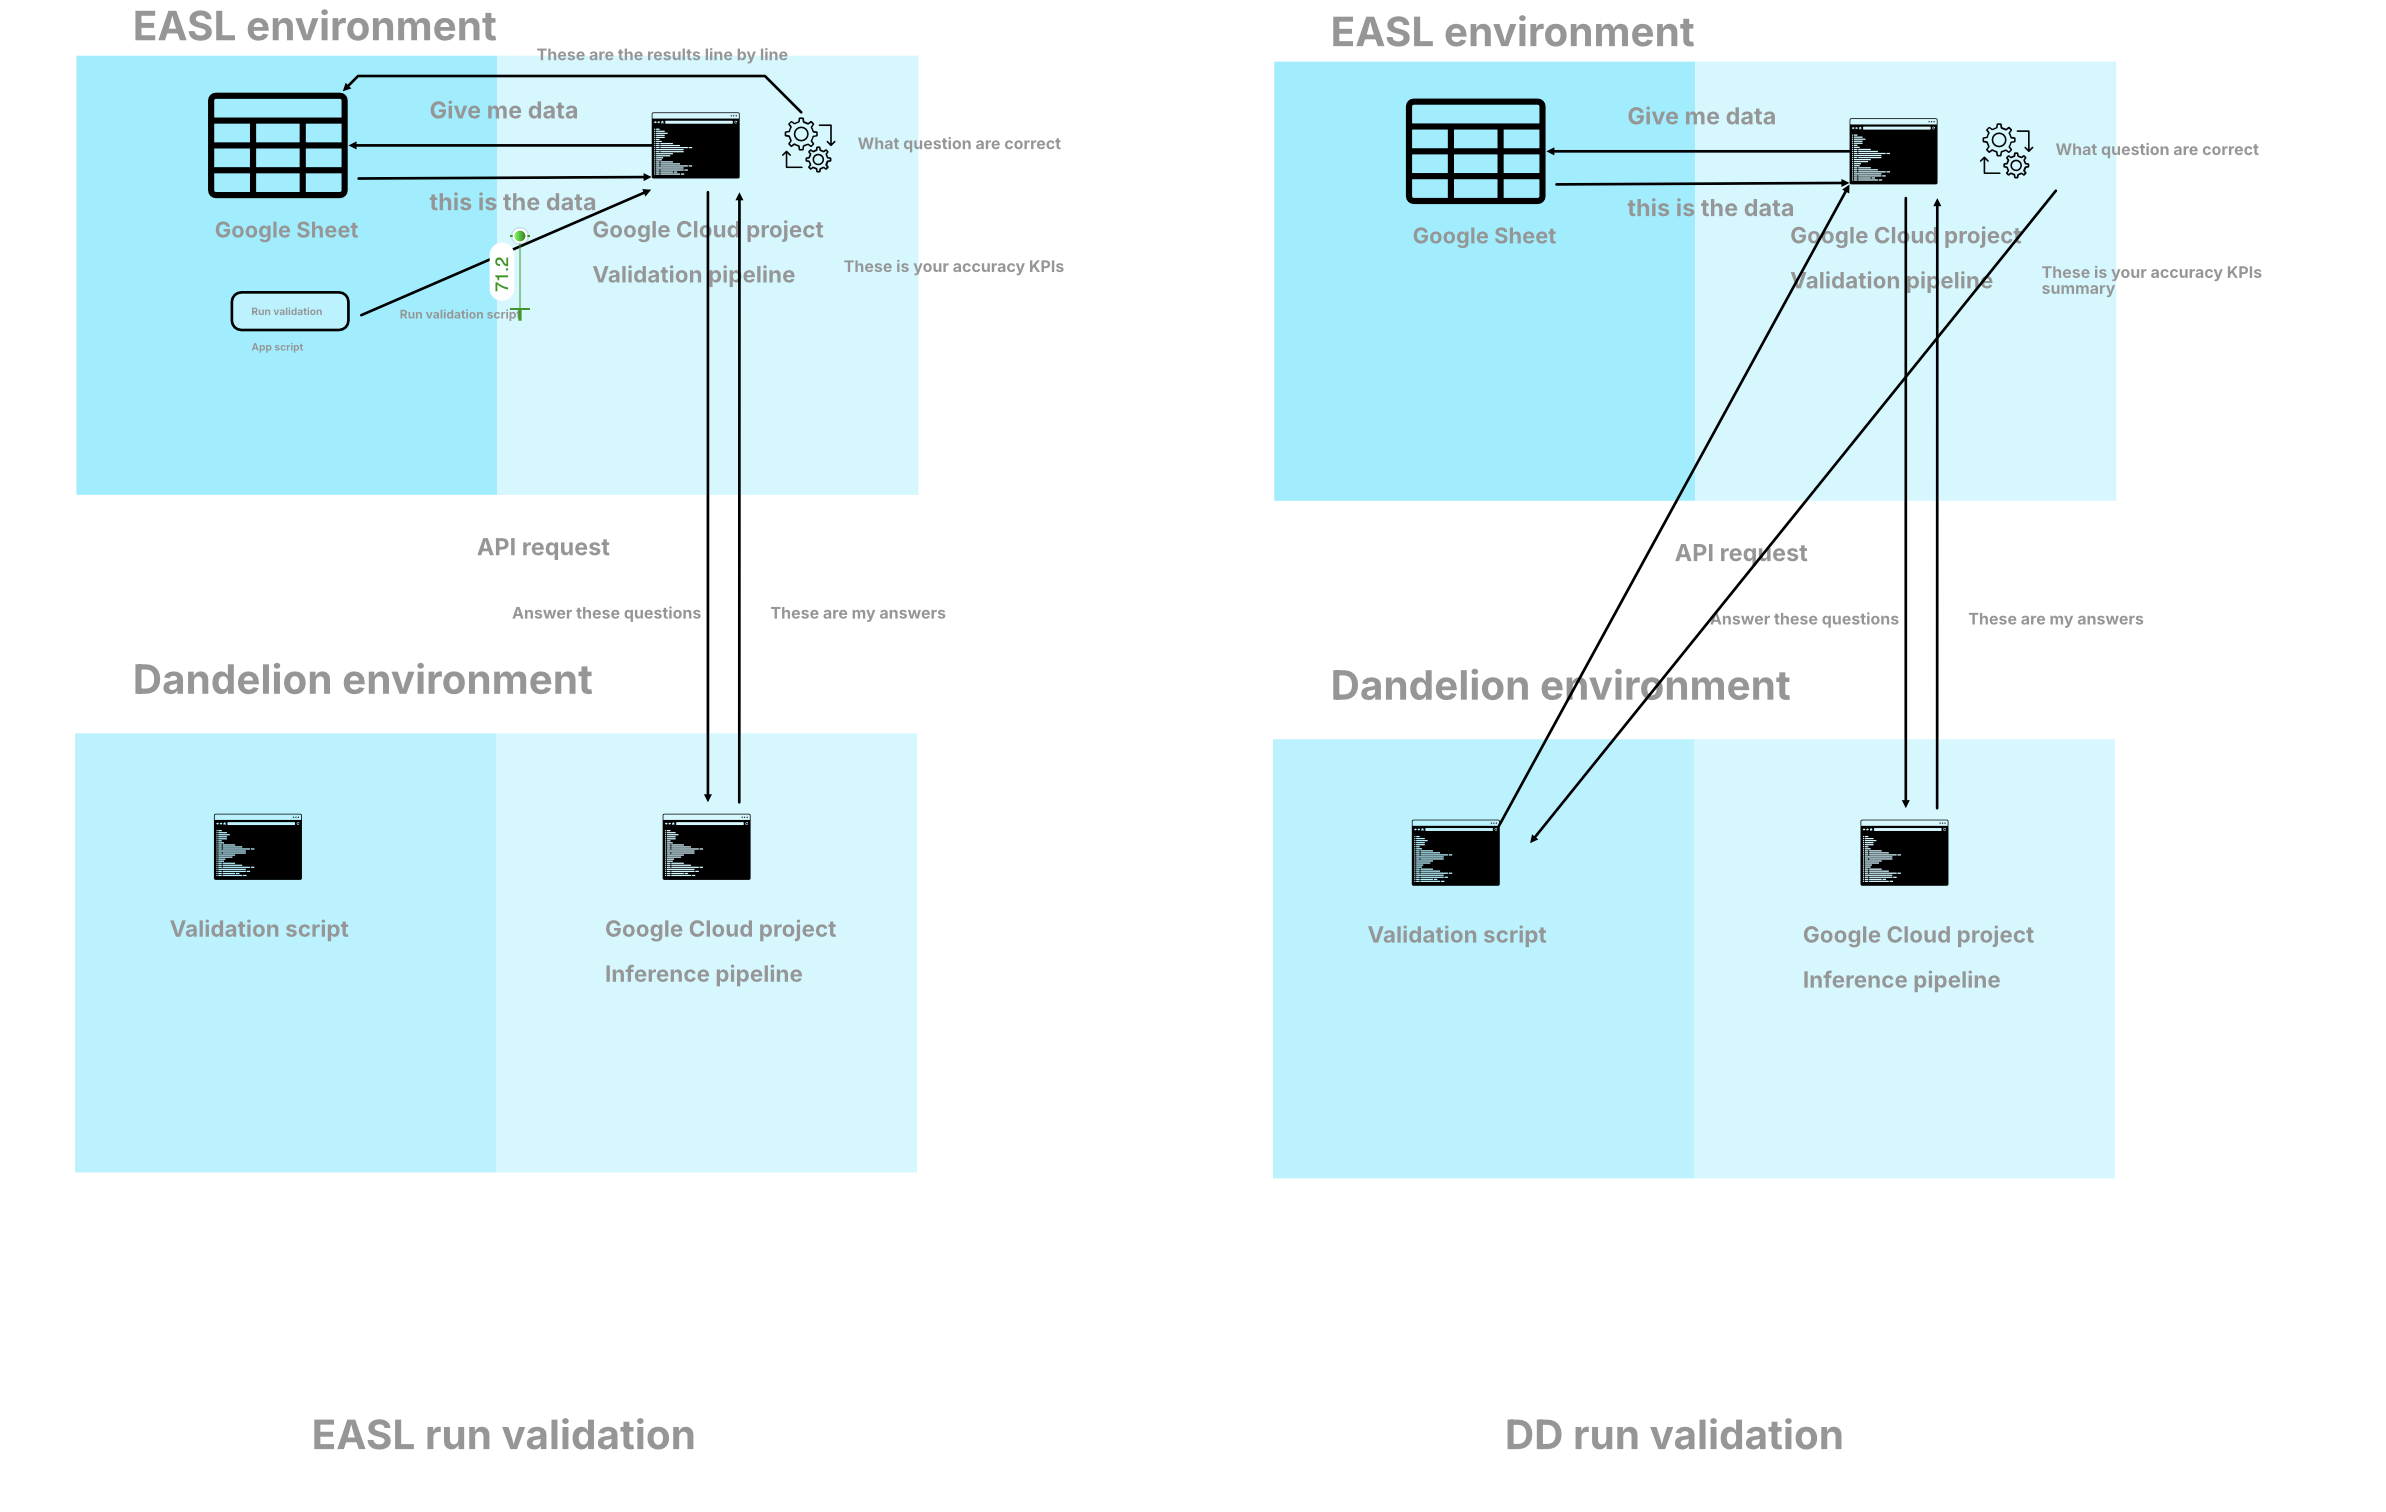 EASL environment
These are the results line by line
Give me data
What question are correct
this is the data
Google Sheet
Google Cloud project
Validation pipeline
These is your accuracy KPIs
71.2
Run validation
Run validation script
App script
API request
Answer these questions
These are my answers
Dandelion environment
Validation script
Google Cloud project
Inference pipeline
EASL run validation
EASL environment
Give me data
What question are correct
this is the data
Google Sheet
Google Cloud project
Validation pipeline
These is your accuracy KPIs
summary
API request
Answer these questions
These are my answers
Dandelion environment
Validation script
Google Cloud project
Inference pipeline
DD run validation